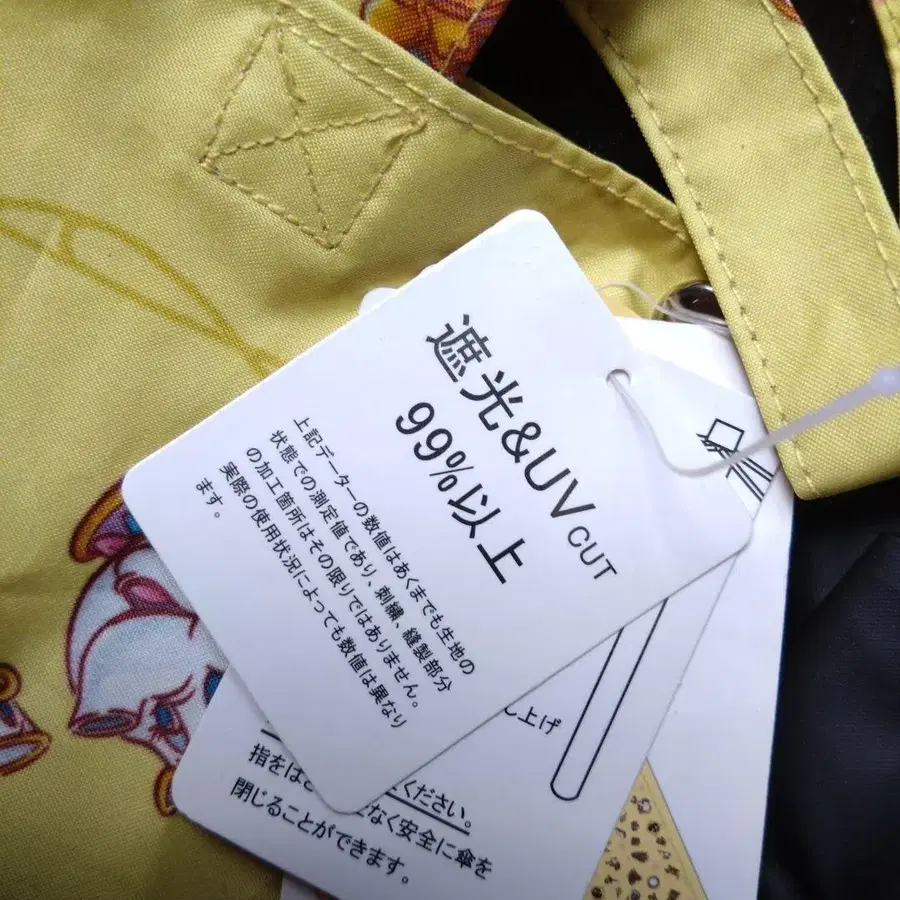 遮光&UV CUT
99%以上
上記データーの数値はあくまでも生地の
状態での測定値であり、刺繍、縫製部分
の加工箇所はその限りではありません。
実際の使用状況によっても数値は異なり
ます。
し上げ
ください。
指をは
なく安全に傘を
閉じることができます。